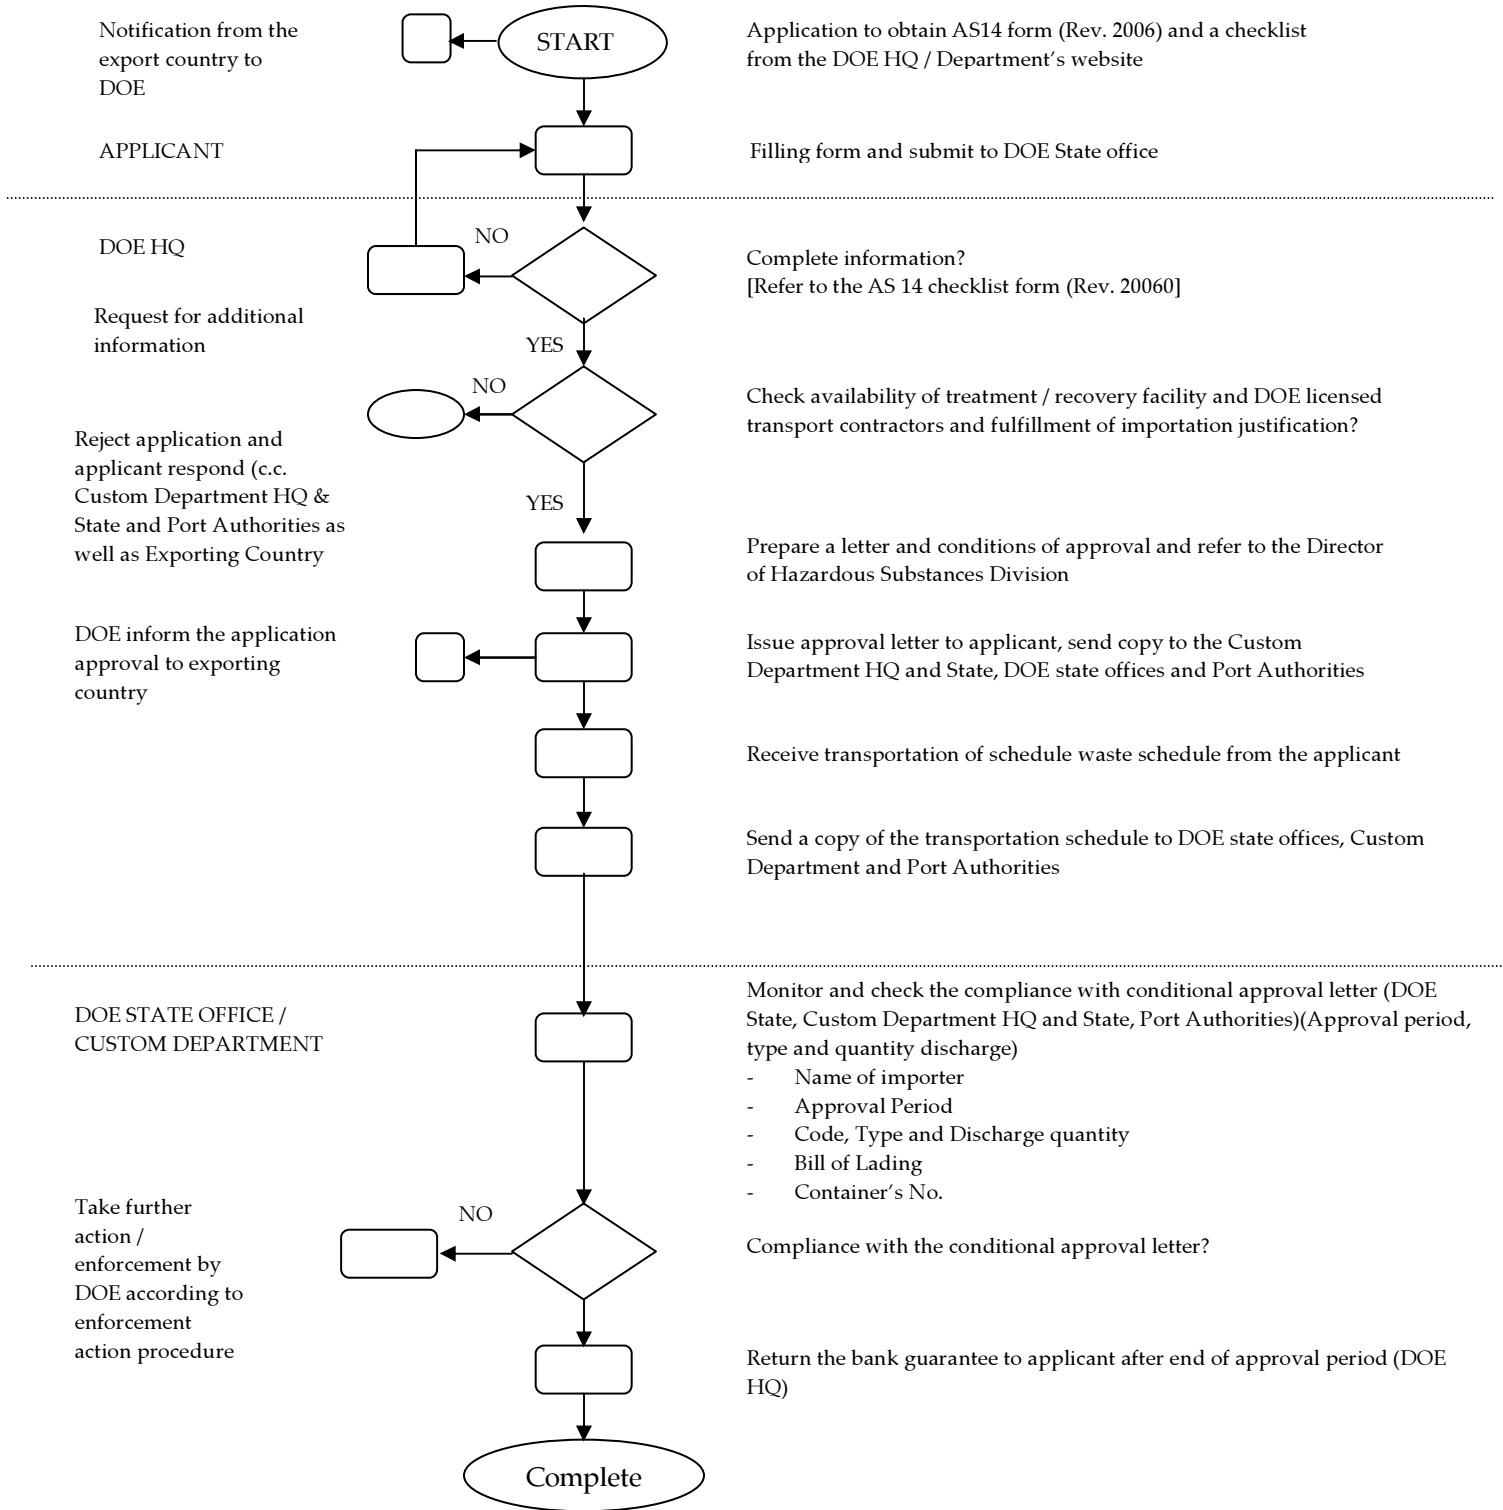 Notification from the
export country to
DOE
START
Application to obtain AS14 form (Rev. 2006) and a checklist
from the DOE HQ / Department's website
APPLICANT
Filling form and submit to DOE State office
DOE HQ
NO
Complete information?
[Refer to the AS 14 checklist form (Rev. 20060]
Request for additional
information
YES
NO
Check availability of treatment / recovery facility and DOE licensed
transport contractors and fulfillment of importation justification?
Reject application and
applicant respond (c.c.
Custom Department HQ &
State and Port Authorities as
well as Exporting Country
YES
Prepare a letter and conditions of approval and refer to the Director
of Hazardous Substances Division
DOE inform the application
approval to exporting
country
Issue approval letter to applicant, send copy to the Custom
Department HQ and State, DOE state offices and Port Authorities
Receive transportation of schedule waste schedule from the applicant
Send a copy of the transportation schedule to DOE state offices, Custom
Department and Port Authorities
DOE STATE OFFICE /
CUSTOM DEPARTMENT
Monitor and check the compliance with conditional approval letter (DOE
State, Custom Department HQ and State, Port Authorities)(Approval period,
type and quantity discharge)
- Name of importer
- Approval Period
- Code, Type and Discharge quantity
- Bill of Lading
- Container's No.
Take further
action /
enforcement by
DOE according to
enforcement
action procedure
NO
Compliance with the conditional approval letter?
Return the bank guarantee to applicant after end of approval period (DOE
HQ)
Complete